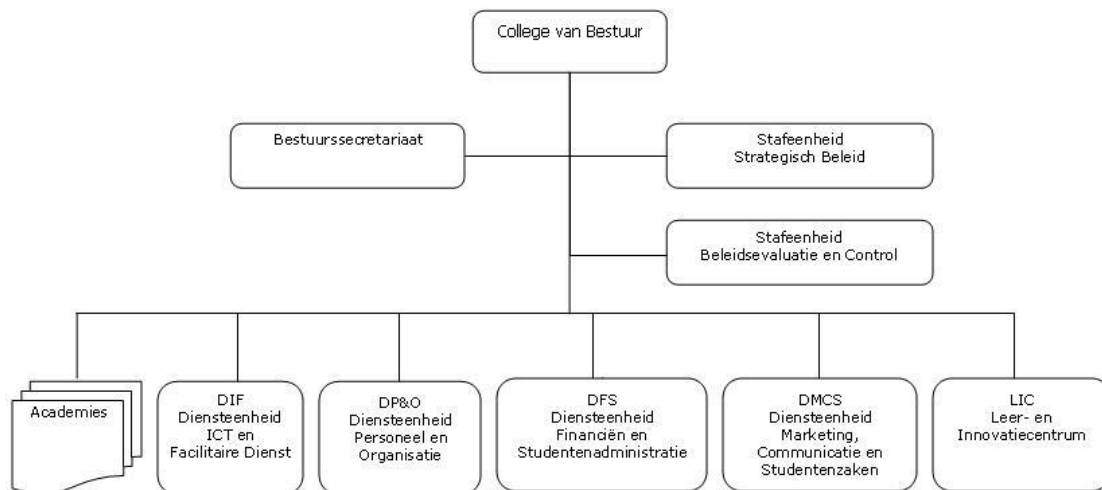 College van Bestuur
Bestuurssecretariaat
Stafeenheid
Strategisch Beleid
Stafeenheid
Beleidsevaluatie en Control
Academies
DIF
Diensteenheid
ICT en
Facilitaire Dienst
DP&O
Diensteenheid
Personeel en
Organisatie
DFS
Diensteenheid
Financiën en
Studentenadministratie
DMCS
Diensteenheid
Marketing,
Communicatie en
Studentenzaken
LIC
Leer- en
Innovatiecentrum